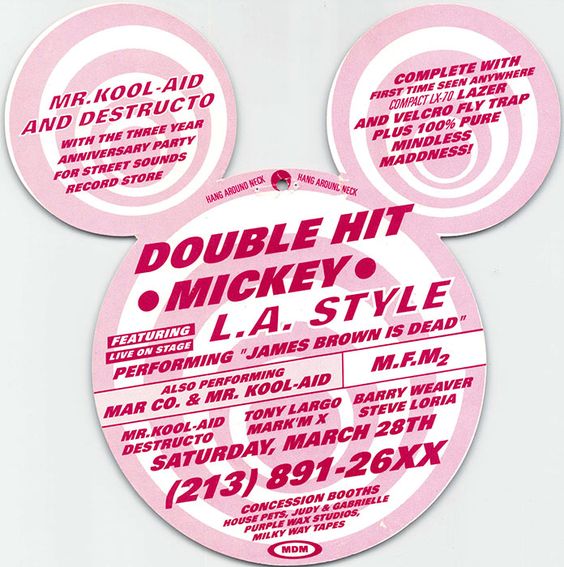 MR.KOOL-AID
AND DESTRUCTO
WITH THE THREE YEAR
ANNIVERSARY PARTY
FOR STREET SOUNDS
RECORD STORE
COMPLETE WITH
FIRST TIME SEEN ANYWHERE
COMPACT LX-70 LAZER
AND VELCRO FLY TRAP
PLUS 100% PURE
MINDLESS
MADDNESS!
HANG AROUND NECK HANG AROUND NECK
DOUBLE HIT
• MICKEY •
FEATURING
LIVE ON STAGE
L.A. STYLE
PERFORMING "JAMES BROWN IS DEAD"
ALSO PERFORMING
MAR CO. & MR. KOOL-AID
M.F.M2
MR.KOOL-AID
DESTRUCTO
TONY LARGO
MARK'M X
BARRY WEAVER
STEVE LORIA
SATURDAY, MARCH 28TH
(213) 891-26XX
CONCESSION BOOTHS
HOUSE PETS, JUDY & GABRIELLE
PURPLE WAX STUDIOS,
MILKY WAY TAPES
MDM